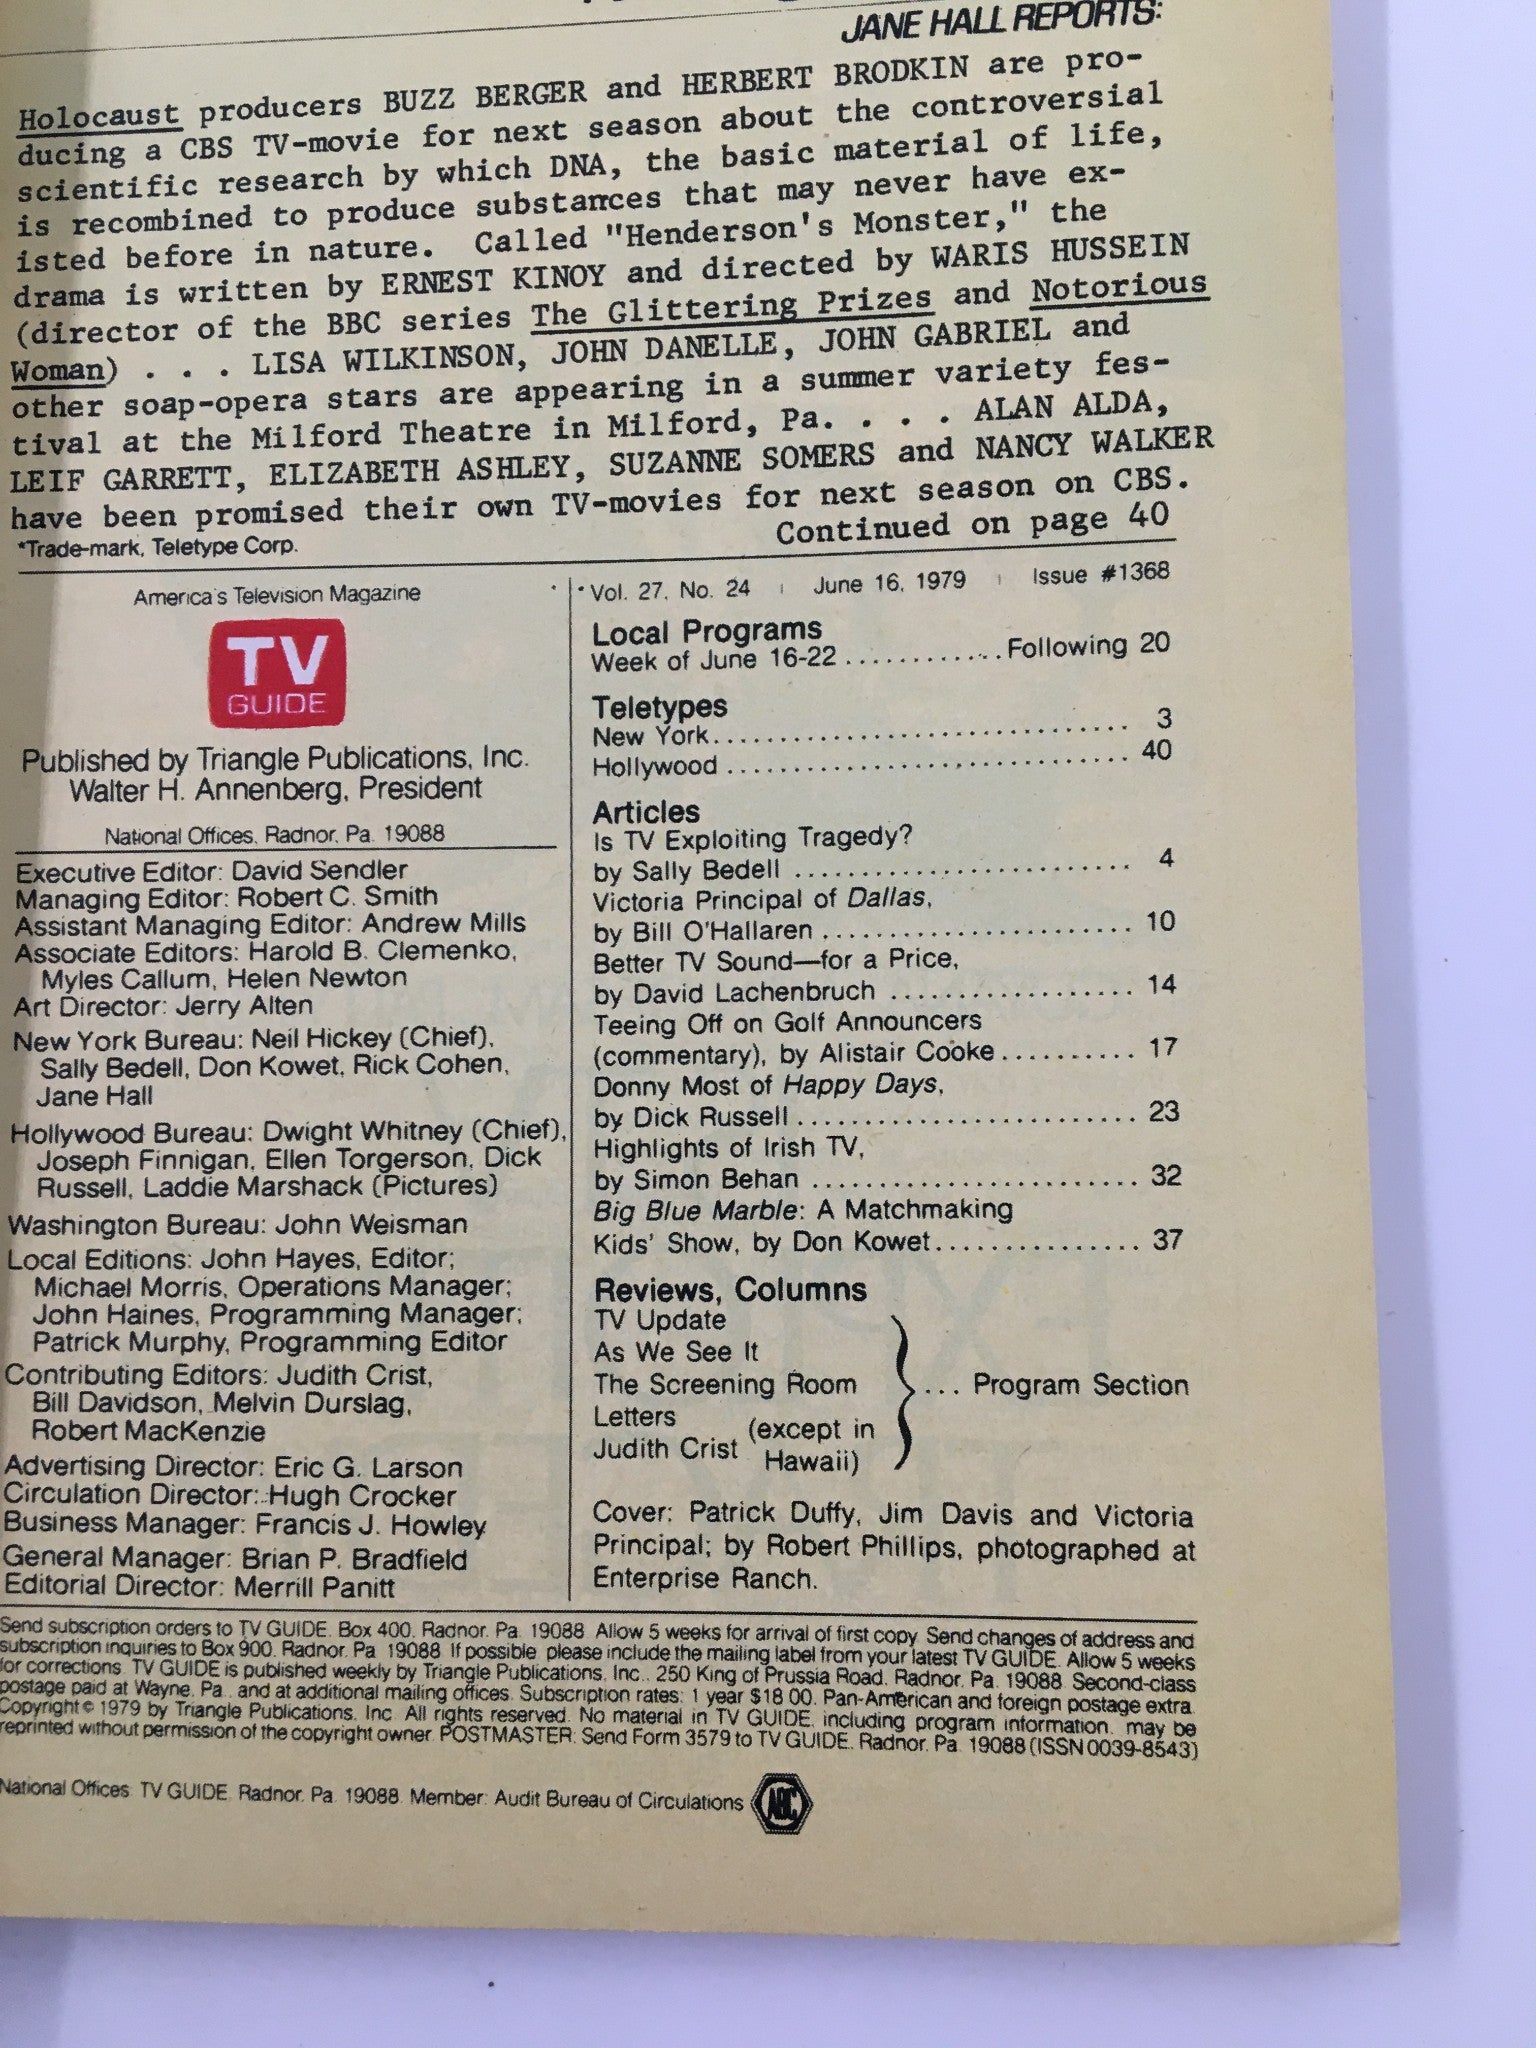 JANE HALL REPORTS:
Holocaust producers BUZZ BERGER and HERBERT BRODKIN are pro-
ducing a CBS TV-movie for next season about the controversial
scientific research by which DNA, the basic material of life,
is recombined to produce substances that may never have ex-
isted before in nature. Called "Henderson's Monster," the
drama is written by ERNEST KINOY and directed by WARIS HUSSEIN
(director of the BBC series The Glittering Prizes and Notorious
Woman) . . . LISA WILKINSON, JOHN DANELLE, JOHN GABRIEL and
other soap-opera stars are appearing in a summer variety fes-
tival at the Milford Theatre in Milford, Pa. . . . ALAN ALDA,
LEIF GARRETT, ELIZABETH ASHLEY, SUZANNE SOMERS and NANCY WALKER
have been promised their own TV-movies for next season on CBS.
Continued on page 40
*Trade-mark, Teletype Corp.
America's Television Magazine
TV
GUIDE
Published by Triangle Publications, Inc.
Walter H. Annenberg, President
National Offices, Radnor, Pa. 19088
Executive Editor: David Sendler
Managing Editor: Robert C. Smith
Assistant Managing Editor: Andrew Mills
Associate Editors: Harold B. Clemenko,
Myles Callum, Helen Newton
Art Director: Jerry Alten
New York Bureau: Neil Hickey (Chief),
Sally Bedell, Don Kowet, Rick Cohen,
Jane Hall
Hollywood Bureau: Dwight Whitney (Chief),
Joseph Finnigan, Ellen Torgerson, Dick
Russell, Laddie Marshack (Pictures)
Washington Bureau: John Weisman
Local Editions: John Hayes, Editor;
Michael Morris, Operations Manager;
John Haines, Programming Manager;
Patrick Murphy, Programming Editor
Contributing Editors: Judith Crist,
Bill Davidson, Melvin Durslag,
Robert MacKenzie
Advertising Director: Eric G. Larson
Circulation Director: Hugh Crocker
Business Manager: Francis J. Howley
General Manager: Brian P. Bradfield
Editorial Director: Merrill Panitt
Vol. 27, No. 24 | June 16, 1979 | Issue #1368
Local Programs
Week of June 16-22 ............Following 20
Teletypes
New York................................ 3
Hollywood .............................. 40
Articles
Is TV Exploiting Tragedy?
by Sally Bedell ......................... 4
Victoria Principal of Dallas,
by Bill O'Hallaren ....................... 10
Better TV Sound—for a Price,
by David Lachenbruch .................. 14
Teeing Off on Golf Announcers
(commentary), by Alistair Cooke.......... 17
Donny Most of Happy Days,
by Dick Russell ......................... 23
Highlights of Irish TV,
by Simon Behan ........................ 32
Big Blue Marble: A Matchmaking
Kids' Show, by Don Kowet................ 37
Reviews, Columns
TV Update
As We See It
The Screening Room ... Program Section
Letters
Judith Crist (except in
Hawaii)
Cover: Patrick Duffy, Jim Davis and Victoria
Principal; by Robert Phillips, photographed at
Enterprise Ranch.
Send subscription orders to TV GUIDE, Box 400, Radnor, Pa. 19088. Allow 5 weeks for arrival of first copy. Send changes of address and
subscription inquiries to Box 900, Radnor, Pa. 19088. If possible, please include the mailing label from your latest TV GUIDE. Allow 5 weeks
for corrections. TV GUIDE is published weekly by Triangle Publications, Inc., 250 King of Prussia Road, Radnor, Pa. 19088. Second-class
postage paid at Wayne, Pa., and at additional mailing offices. Subscription rates: 1 year $18.00. Pan-American and foreign postage extra.
Copyright © 1979 by Triangle Publications, Inc. All rights reserved. No material in TV GUIDE, including program information, may be
reprinted without permission of the copyright owner. POSTMASTER: Send Form 3579 to TV GUIDE, Radnor, Pa. 19088 (ISSN 0039-8543)
National Offices: TV GUIDE, Radnor, Pa. 19088. Member: Audit Bureau of Circulations ABC